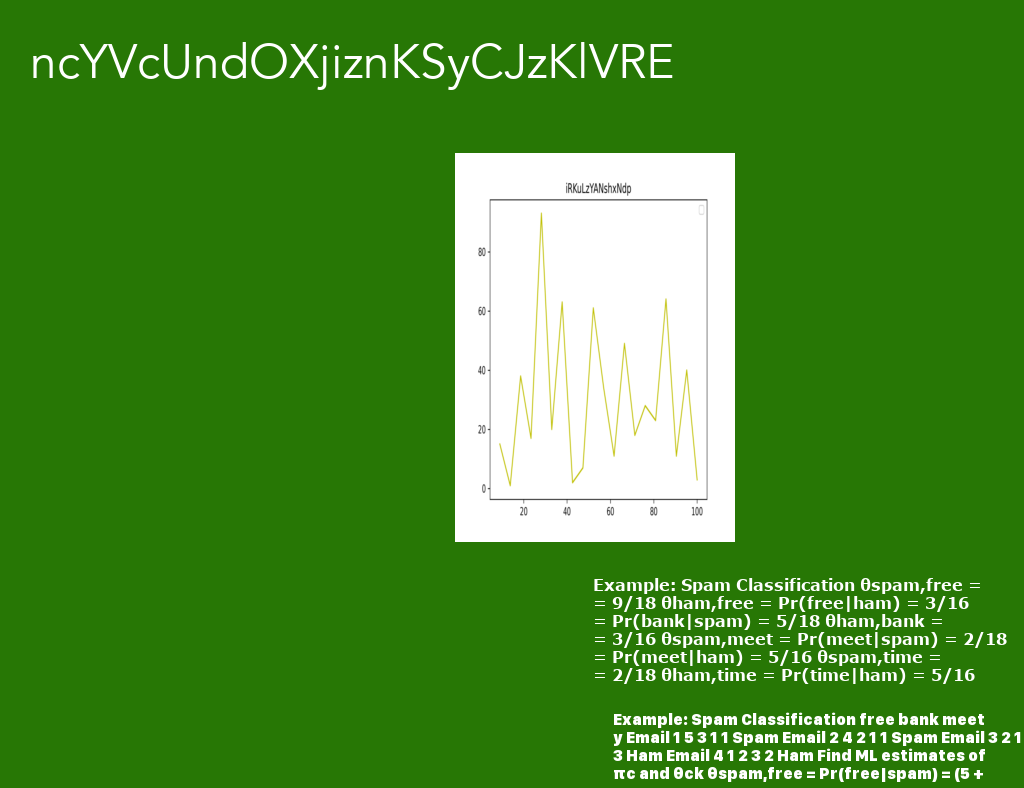 ncYVcUndOXjiznKSyCJzKlVRE
iRKuLzYANshxNdp
80
60
40
20
0
20 40 60 80 100
Example: Spam Classification θspam,free =
= 9/18 θham,free = Pr(free|ham) = 3/16
= Pr(bank|spam) = 5/18 θham,bank =
= 3/16 θspam,meet = Pr(meet|spam) = 2/18
= Pr(meet|ham) = 5/16 θspam,time =
= 2/18 θham,time = Pr(time|ham) = 5/16
Example: Spam Classification free bank meet
y Email 1 5 3 1 1 Spam Email 2 4 2 1 1 Spam Email 3 2 1
3 Ham Email 4 1 2 3 2 Ham Find ML estimates of
πc and θck θspam,free = Pr(free|spam) = (5 +